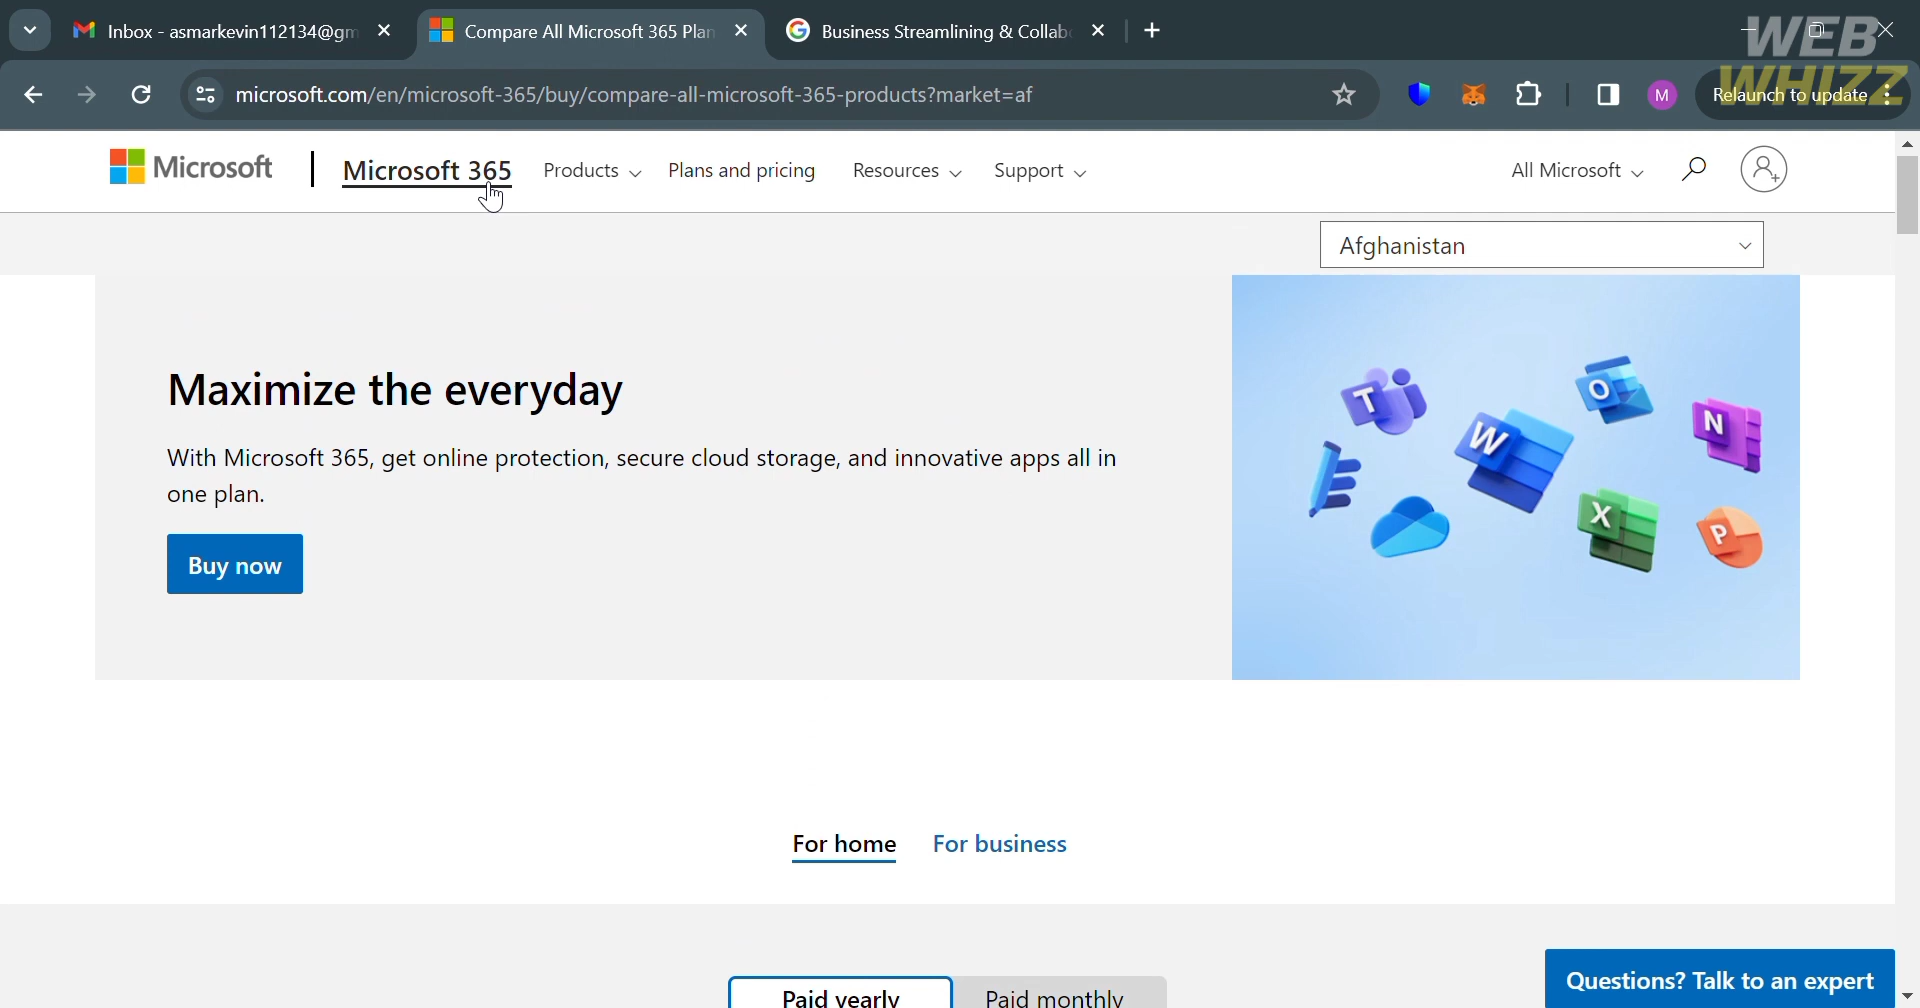 Inbox - asmarkevin112134@gm
Compare All Microsoft 365 Plan
Business Streamlining & Collab
WEB
WHIZZ
microsoft.com/en/microsoft-365/buy/compare-all-microsoft-365-products?market=af
M
Relaunch to update
Microsoft
Microsoft 365
Products
Plans and pricing
Resources
Support
All Microsoft
Afghanistan
Maximize the everyday
With Microsoft 365, get online protection, secure cloud storage, and innovative apps all in
one plan.
Buy now
T
W
O
N
X
P
For home
For business
Paid yearly
Paid monthly
Questions? Talk to an expert